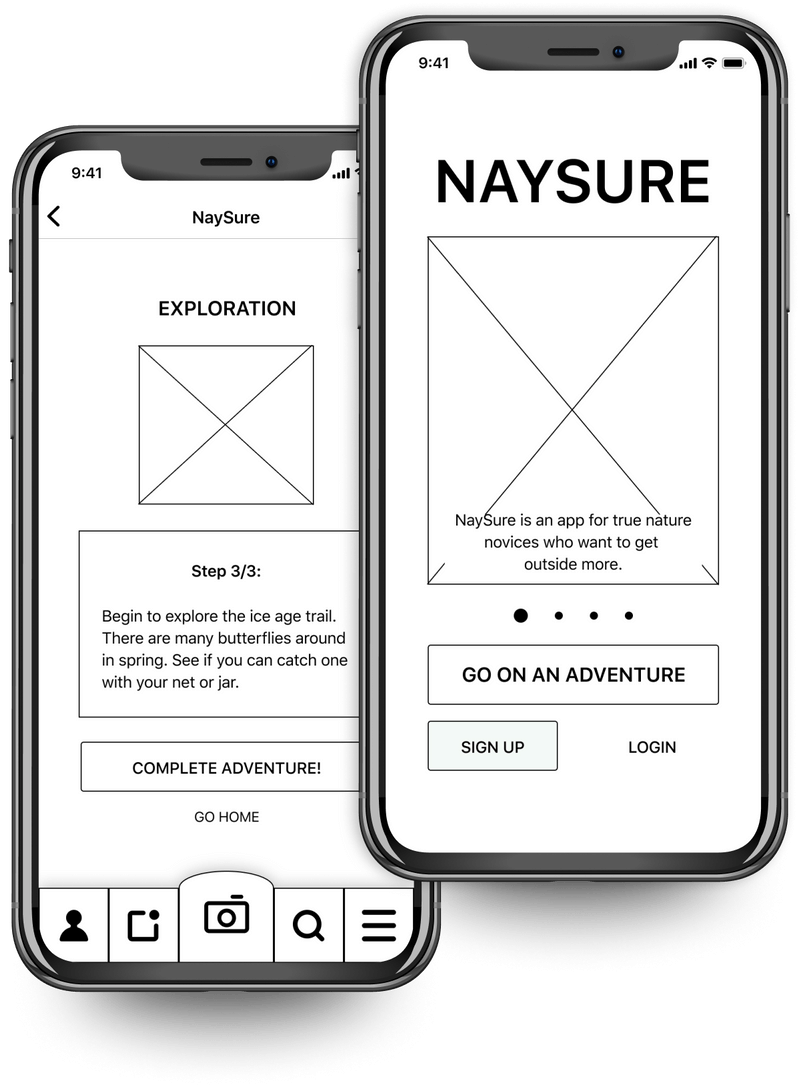 9:41
NaySure
EXPLORATION
Step 3/3:
Begin to explore the ice age trail.
There are many butterflies around
in spring. See if you can catch one
with your net or jar.
COMPLETE ADVENTURE!
GO HOME
9:41
NAYSURE
NaySure is an app for true nature
novices who want to get
outside more.
GO ON AN ADVENTURE
SIGN UP
LOGIN